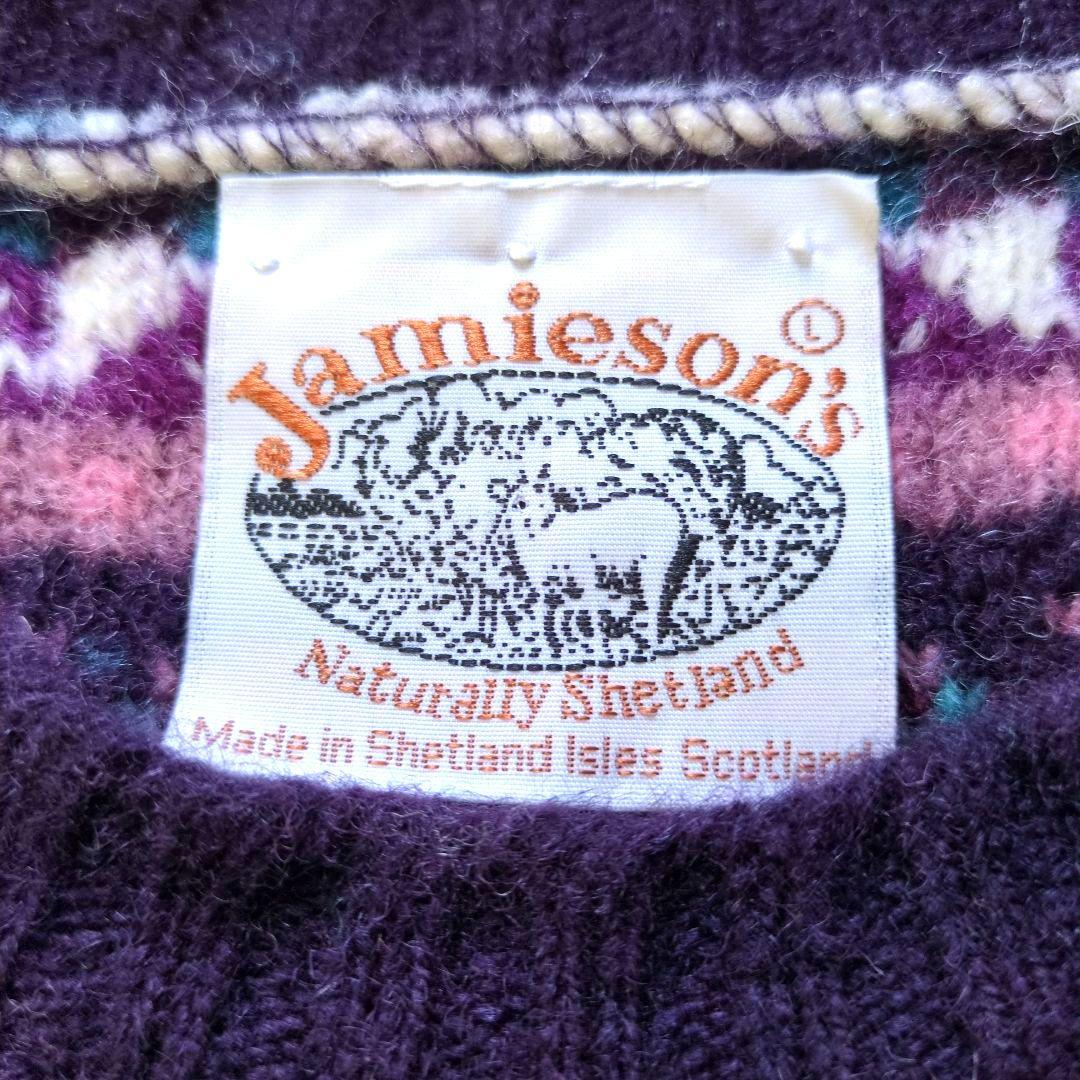 Jamieson's
L
Naturally Shetland
Made in Shetland Isles Scotland